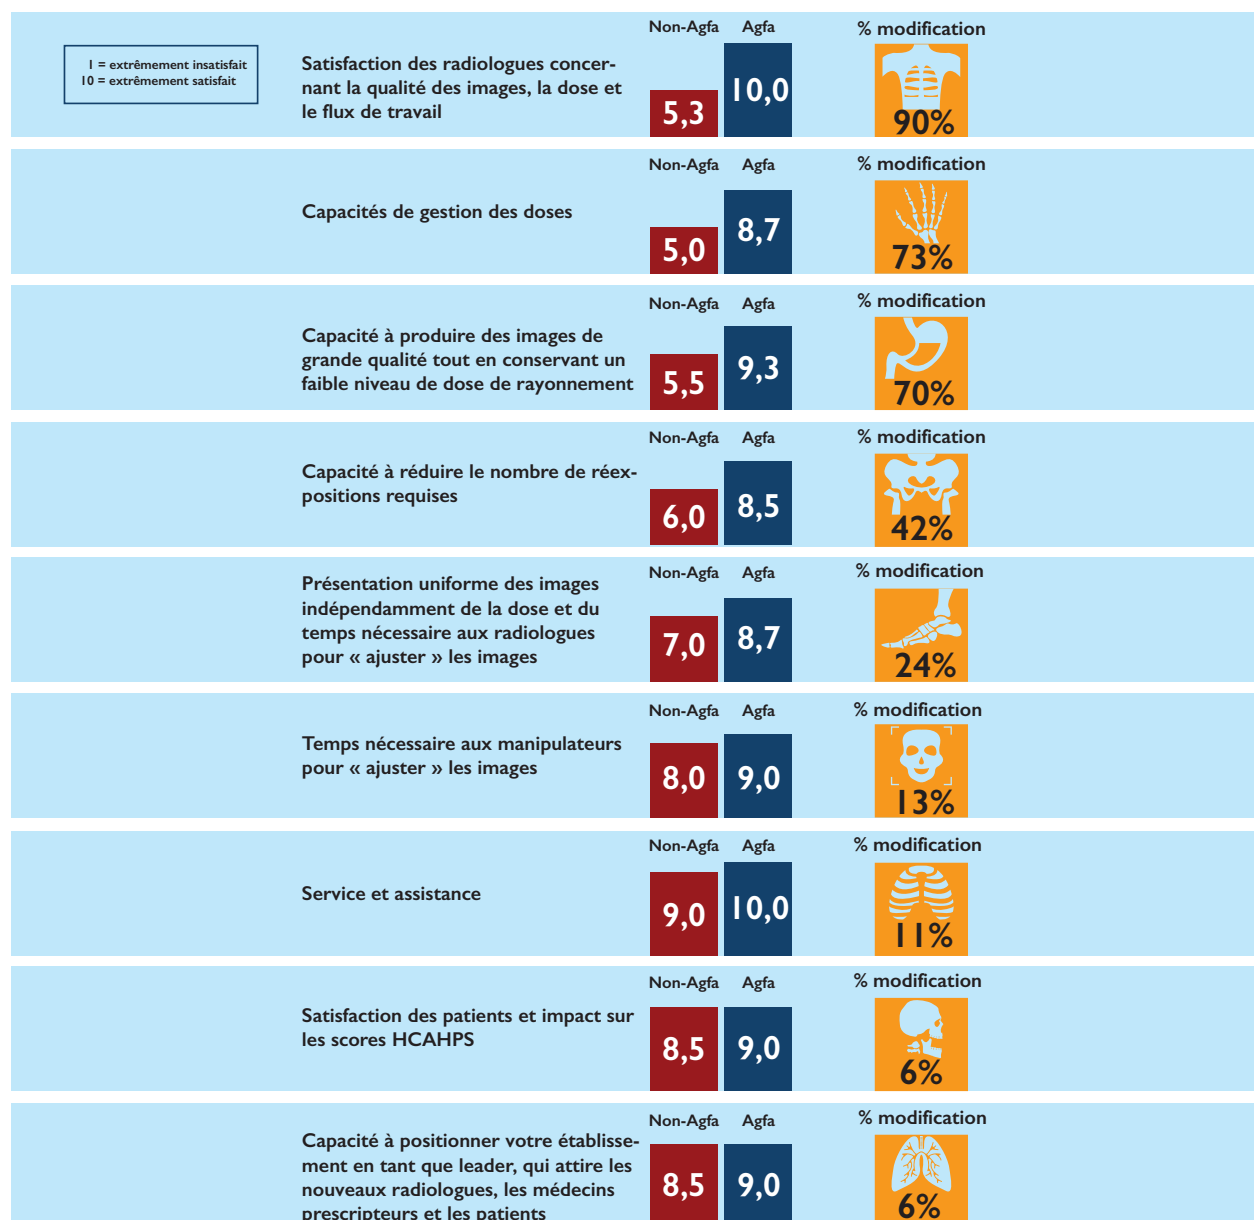 1 = extrêmement insatisfait
10 = extrêmement satisfait
Satisfaction des radiologues concer-
nant la qualité des images, la dose et
le flux de travail
Non-Agfa Agfa % modification
5,3 10,0 90%
Capacités de gestion des doses
Non-Agfa Agfa % modification
5,0 8,7 73%
Capacité à produire des images de
grande qualité tout en conservant un
faible niveau de dose de rayonnement
Non-Agfa Agfa % modification
5,5 9,3 70%
Capacité à réduire le nombre de réex-
positions requises
Non-Agfa Agfa % modification
6,0 8,5 42%
Présentation uniforme des images
indépendamment de la dose et du
temps nécessaire aux radiologues
pour « ajuster » les images
Non-Agfa Agfa % modification
7,0 8,7 24%
Temps nécessaire aux manipulateurs
pour « ajuster » les images
Non-Agfa Agfa % modification
8,0 9,0 13%
Service et assistance
Non-Agfa Agfa % modification
9,0 10,0 11%
Satisfaction des patients et impact sur
les scores HCAHPS
Non-Agfa Agfa % modification
8,5 9,0 6%
Capacité à positionner votre établisse-
ment en tant que leader, qui attire les
nouveaux radiologues, les médecins
prescripteurs et les patients
Non-Agfa Agfa % modification
8,5 9,0 6%